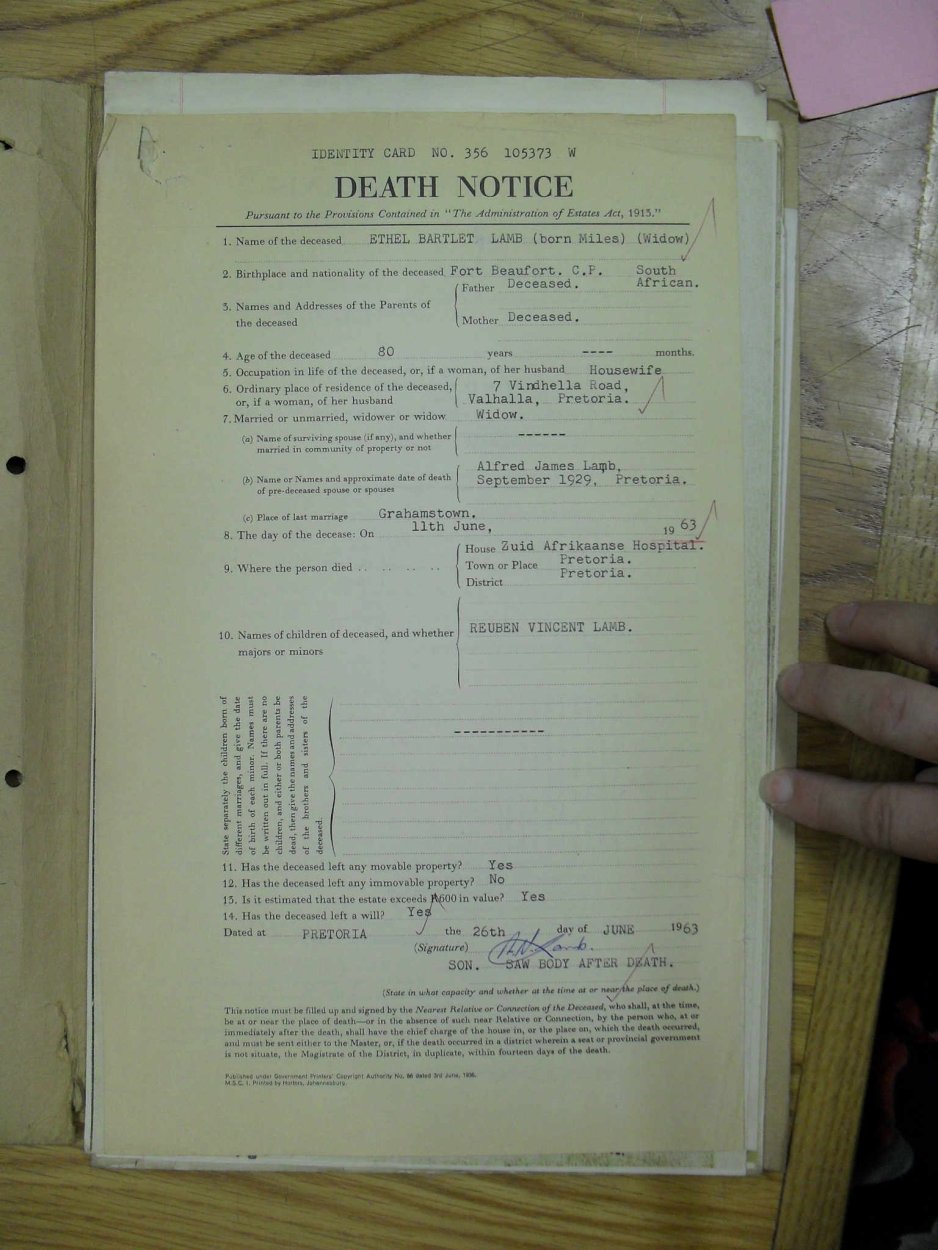 IDENTITY CARD NO. 356 105373 W
DEATH NOTICE
Pursuant to the Provisions Contained in "The Administration of Estates Act, 1913."
1. Name of the deceased ETHEL BARTLET LAMB (born Miles) (Widow)
2. Birthplace and nationality of the deceased Fort Beaufort. C.P. South African.
3. Names and Addresses of the Parents of the deceased
Father Deceased.
Mother Deceased.
4. Age of the deceased 80 years ---- months.
5. Occupation in life of the deceased, or, if a woman, of her husband Housewife
6. Ordinary place of residence of the deceased, 7 Vindhella Road,
or, if a woman, of her husband Valhalla, Pretoria.
7. Married or unmarried, widower or widow Widow.
(a) Name of surviving spouse (if any), and whether ------
married in community of property or not
Alfred James Lamb,
(b) Name or Names and approximate date of death September 1929, Pretoria.
of pre-deceased spouse or spouses
(c) Place of last marriage Grahamstown.
8. The day of the decease: On 11th June, 1963
9. Where the person died .. .. .. ..
House Zuid Afrikaanse Hospital.
Town or Place Pretoria.
District Pretoria.
10. Names of children of deceased, and whether REUBEN VINCENT LAMB.
majors or minors
State separately the children born of
different marriages, and give the date
of birth of each minor. Names must
be written out in full. If there are no
children, and either or both parents be
dead, then give the names and addresses
of the brothers and sisters of the
deceased.
-----------
11. Has the deceased left any movable property? Yes
12. Has the deceased left any immovable property? No
13. Is it estimated that the estate exceeds R600 in value? Yes
14. Has the deceased left a will? Yes
Dated at PRETORIA the 26th day of JUNE 1963
(Signature) Lamb.
SON. SAW BODY AFTER DEATH.
(State in what capacity and whether at the time at or near the place of death.)
This notice must be filled up and signed by the Nearest Relative or Connection of the Deceased, who shall, at the time,
be at or near the place of death—or in the absence of such near Relative or Connection, by the person who, at or
immediately after the death, shall have the chief charge of the house in, or the place on, which the death occurred,
and must be sent either to the Master, or, if the death occurred in a district wherein a seat or provincial government
is not situate, the Magistrate of the District, in duplicate, within fourteen days of the death.
Published under Government Printers' Copyright Authority No. dated 3rd June,
M.S.C. 1. Printed by Hortors, Johannesburg.